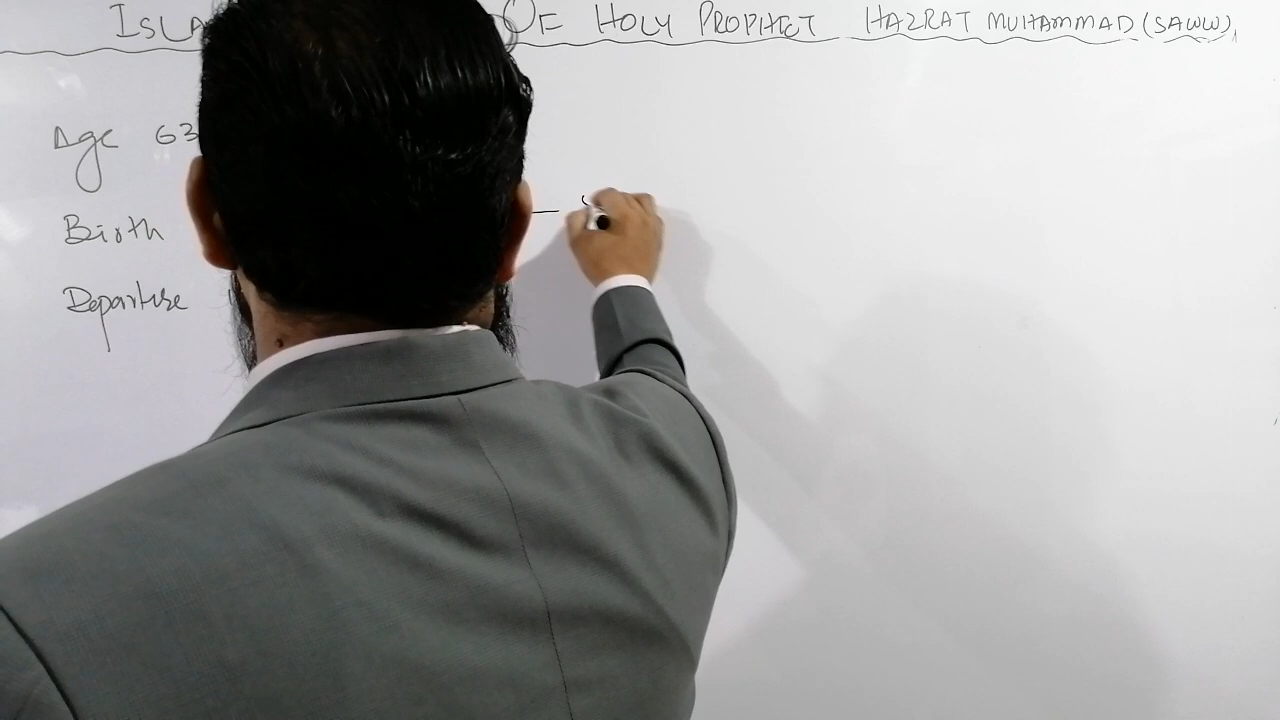 ISLA OF HOLY PROPHET HAZRAT MUHAMMAD (SAWW)
Age 63
Birth
Departure